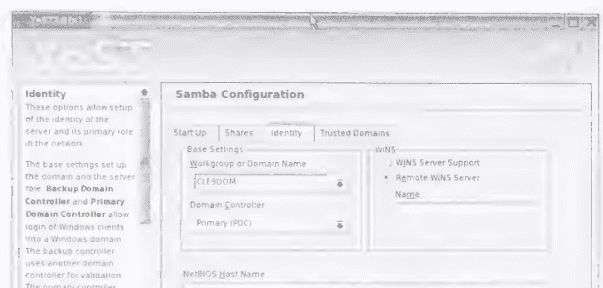 YaST
Identity
These options allow setup
of the identity of the
server and its primary role
in the network.
The base settings set up
the domain and the server
role. Backup Domain
Controller and Primary
Domain Controller allow
login of Windows clients
into a Windows domain.
The backup controller
uses another domain
controller for validation.
The primary controller
Samba Configuration
Start Up Shares Identity Trusted Domains
Base Settings
Workgroup or Domain Name
CLE9DOM
Domain Controller
Primary (PDC)
WINS
WINS Server Support
Remote WINS Server
Name
NetBIOS Host Name